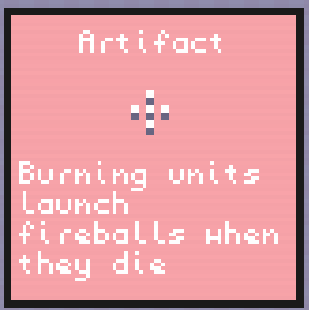 Artifact
Burning units
launch
fireballs when
they die